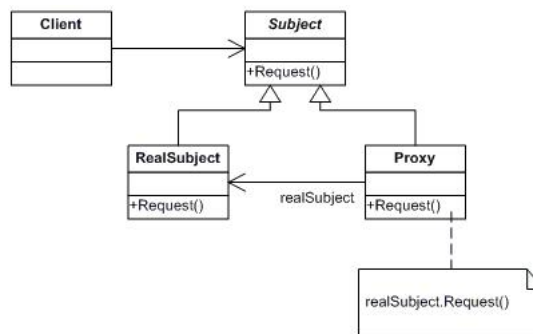 Client
Subject
+Request()
RealSubject
+Request()
Proxy
+Request()
realSubject
realSubject.Request()